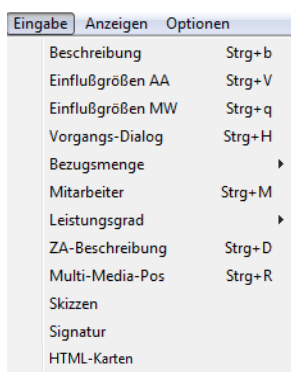 Eingabe Anzeigen Optionen
Beschreibung Strg+b
Einflußgrößen AA Strg+V
Einflußgrößen MW Strg+q
Vorgangs-Dialog Strg+H
Bezugsmenge
Mitarbeiter Strg+M
Leistungsgrad
ZA-Beschreibung Strg+D
Multi-Media-Pos Strg+R
Skizzen
Signatur
HTML-Karten